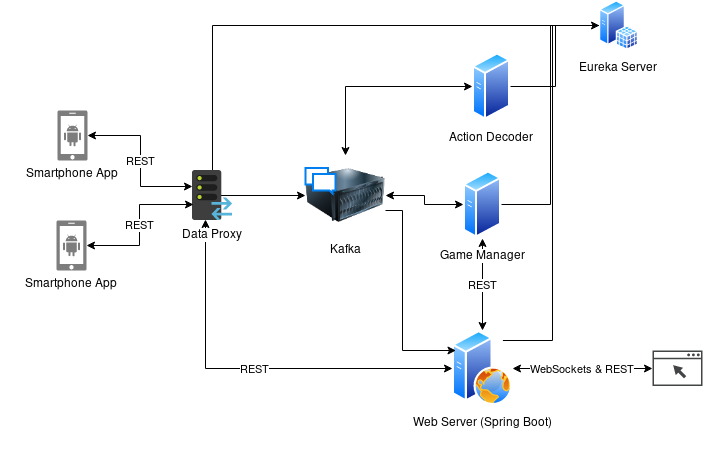 Eureka Server
Action Decoder
REST
Smartphone App
REST
Data Proxy
Kafka
Game Manager
Smartphone App
REST
REST
WebSockets & REST
Web Server (Spring Boot)